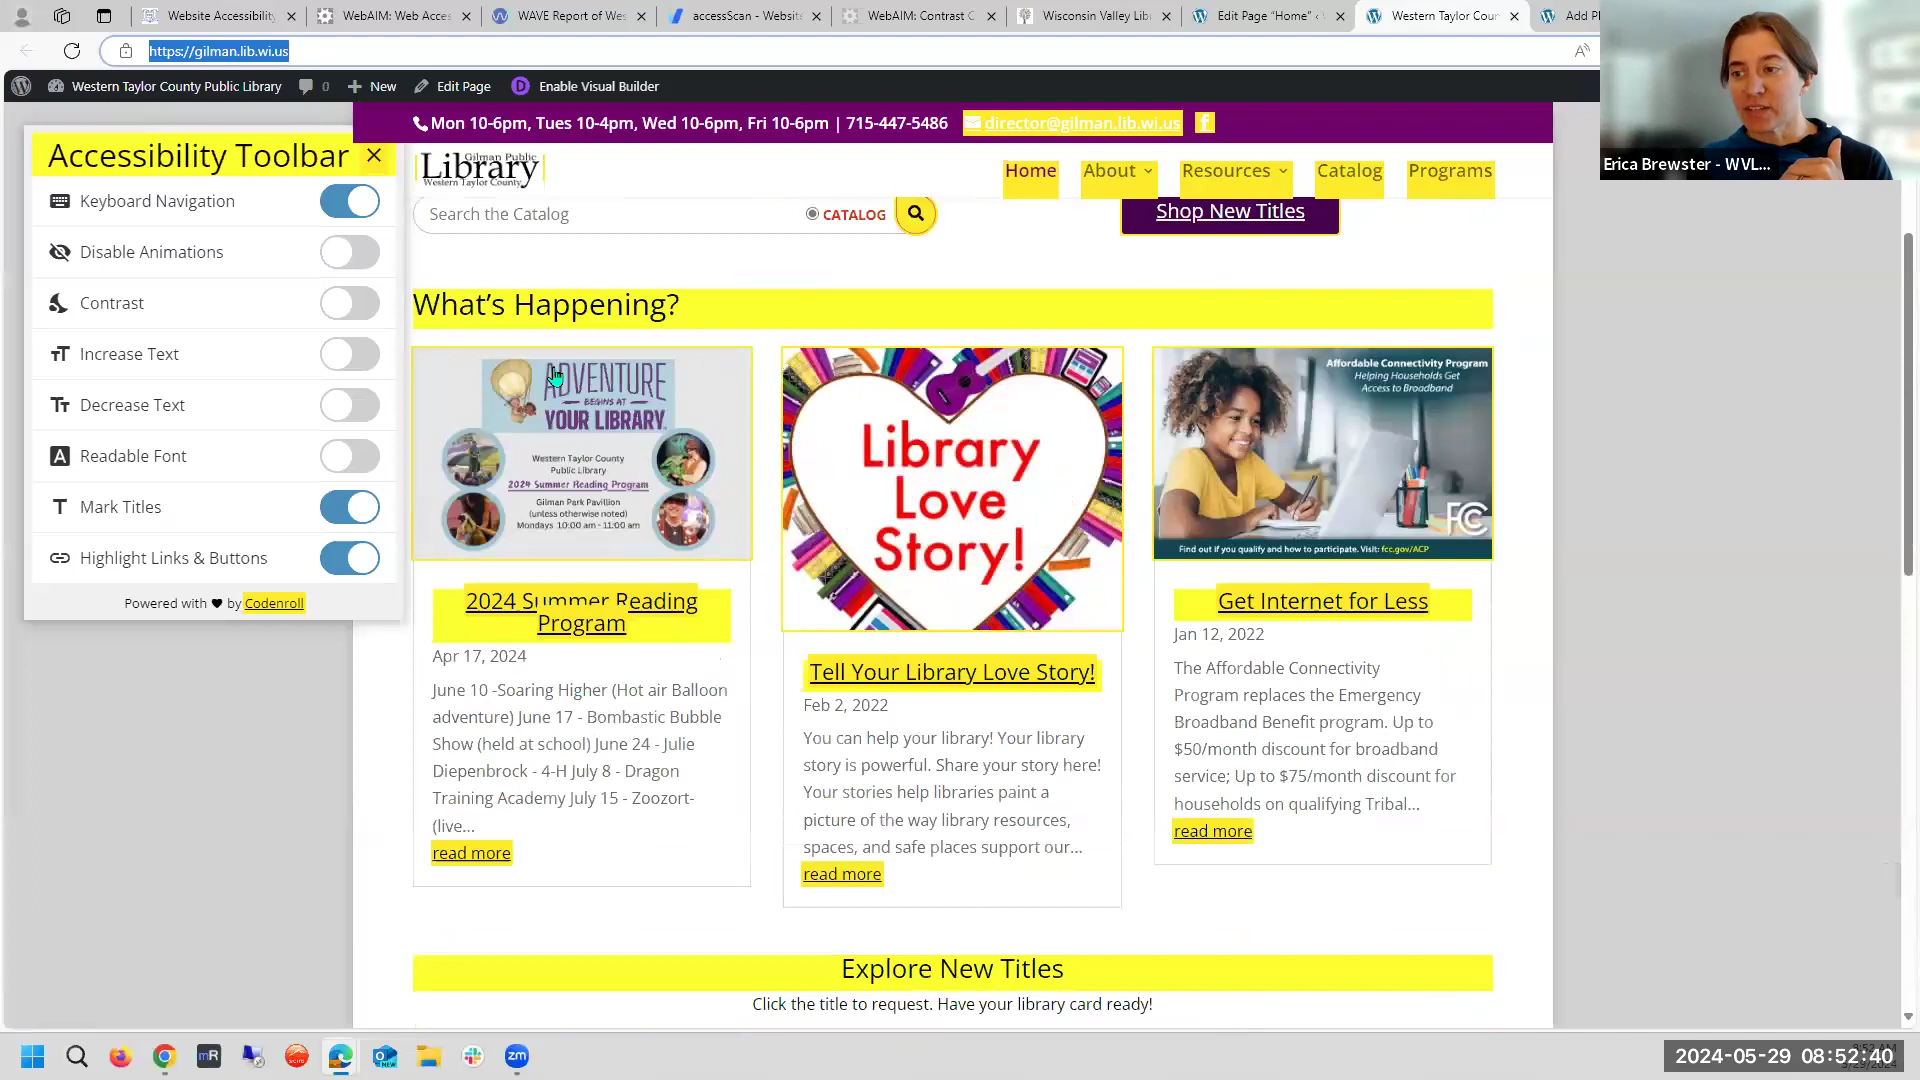 Website Accessibility
WebAIM: Web Acces
WAVE Report of Wes
accessScan - Website
WebAIM: Contrast C
Wisconsin Valley Lib
Edit Page "Home" ‹
Western Taylor Coun
Add Pl
https://gilman.lib.wi.us
Western Taylor County Public Library
0
New
Edit Page
Enable Visual Builder
Erica Brewster - WVL...
Mon 10-6pm, Tues 10-4pm, Wed 10-6pm, Fri 10-6pm | 715-447-5486
director@gilman.lib.wi.us
Accessibility Toolbar
Keyboard Navigation
Disable Animations
Contrast
Increase Text
Decrease Text
Readable Font
Mark Titles
Highlight Links & Buttons
Powered with ♥ by Codenroll
Gilman Public
Library
Western Taylor County
Home
About
Resources
Catalog
Programs
Search the Catalog
CATALOG
Shop New Titles
What's Happening?
ADVENTURE
BEGINS AT
YOUR LIBRARY
Western Taylor County
Public Library
2024 Summer Reading Program
Gilman Park Pavilion
(unless otherwise noted)
Mondays 10:00 am - 11:00 am
2024 Summer Reading
Program
Apr 17, 2024
June 10 -Soaring Higher (Hot air Balloon
adventure) June 17 - Bombastic Bubble
Show (held at school) June 24 - Julie
Diepenbrock - 4-H July 8 - Dragon
Training Academy July 15 - Zoozort-
(live...
read more
Library
Love
Story!
Tell Your Library Love Story!
Feb 2, 2022
You can help your library! Your library
story is powerful. Share your story here!
Your stories help libraries paint a
picture of the way library resources,
spaces, and safe places support our...
read more
Affordable Connectivity Program
Helping Households Get
Access to Broadband
FCC
Find out if you qualify and how to participate. Visit: fcc.gov/ACP
Get Internet for Less
Jan 12, 2022
The Affordable Connectivity
Program replaces the Emergency
Broadband Benefit program. Up to
$50/month discount for broadband
service; Up to $75/month discount for
households on qualifying Tribal...
read more
Explore New Titles
Click the title to request. Have your library card ready!
mR
zm
2024-05-29 08:52:40